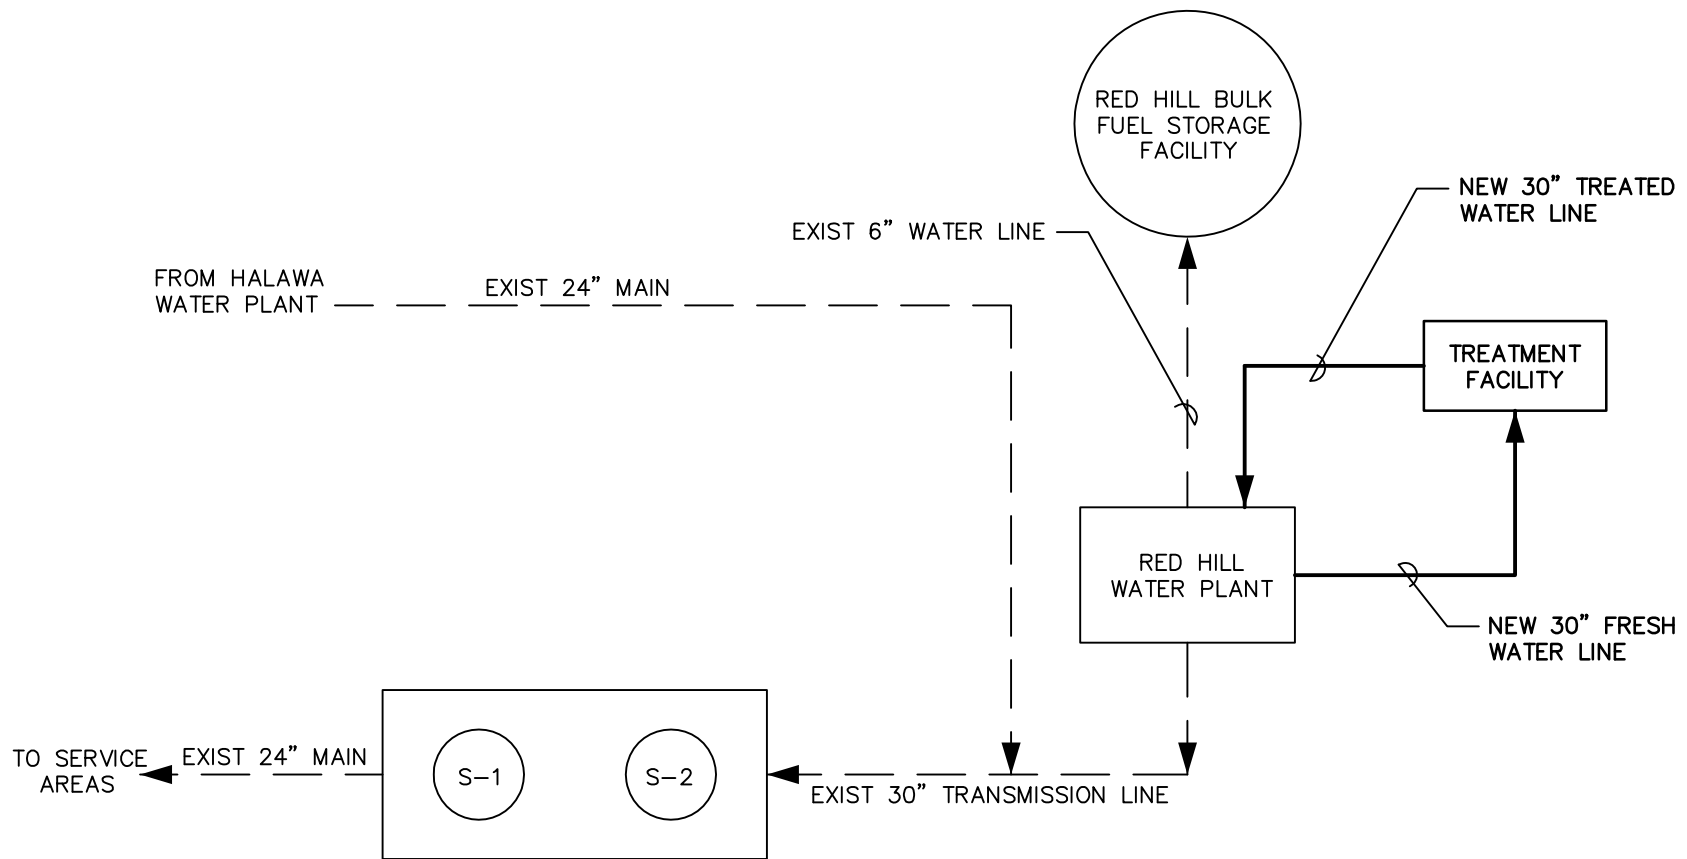 RED HILL BULK
FUEL STORAGE
FACILITY
NEW 30” TREATED
WATER LINE
EXIST 6” WATER LINE
FROM HALAWA
WATER PLANT
EXIST 24” MAIN
TREATMENT
FACILITY
RED HILL
WATER PLANT
NEW 30” FRESH
WATER LINE
TO SERVICE
AREAS
EXIST 24” MAIN
S-1
S-2
EXIST 30” TRANSMISSION LINE